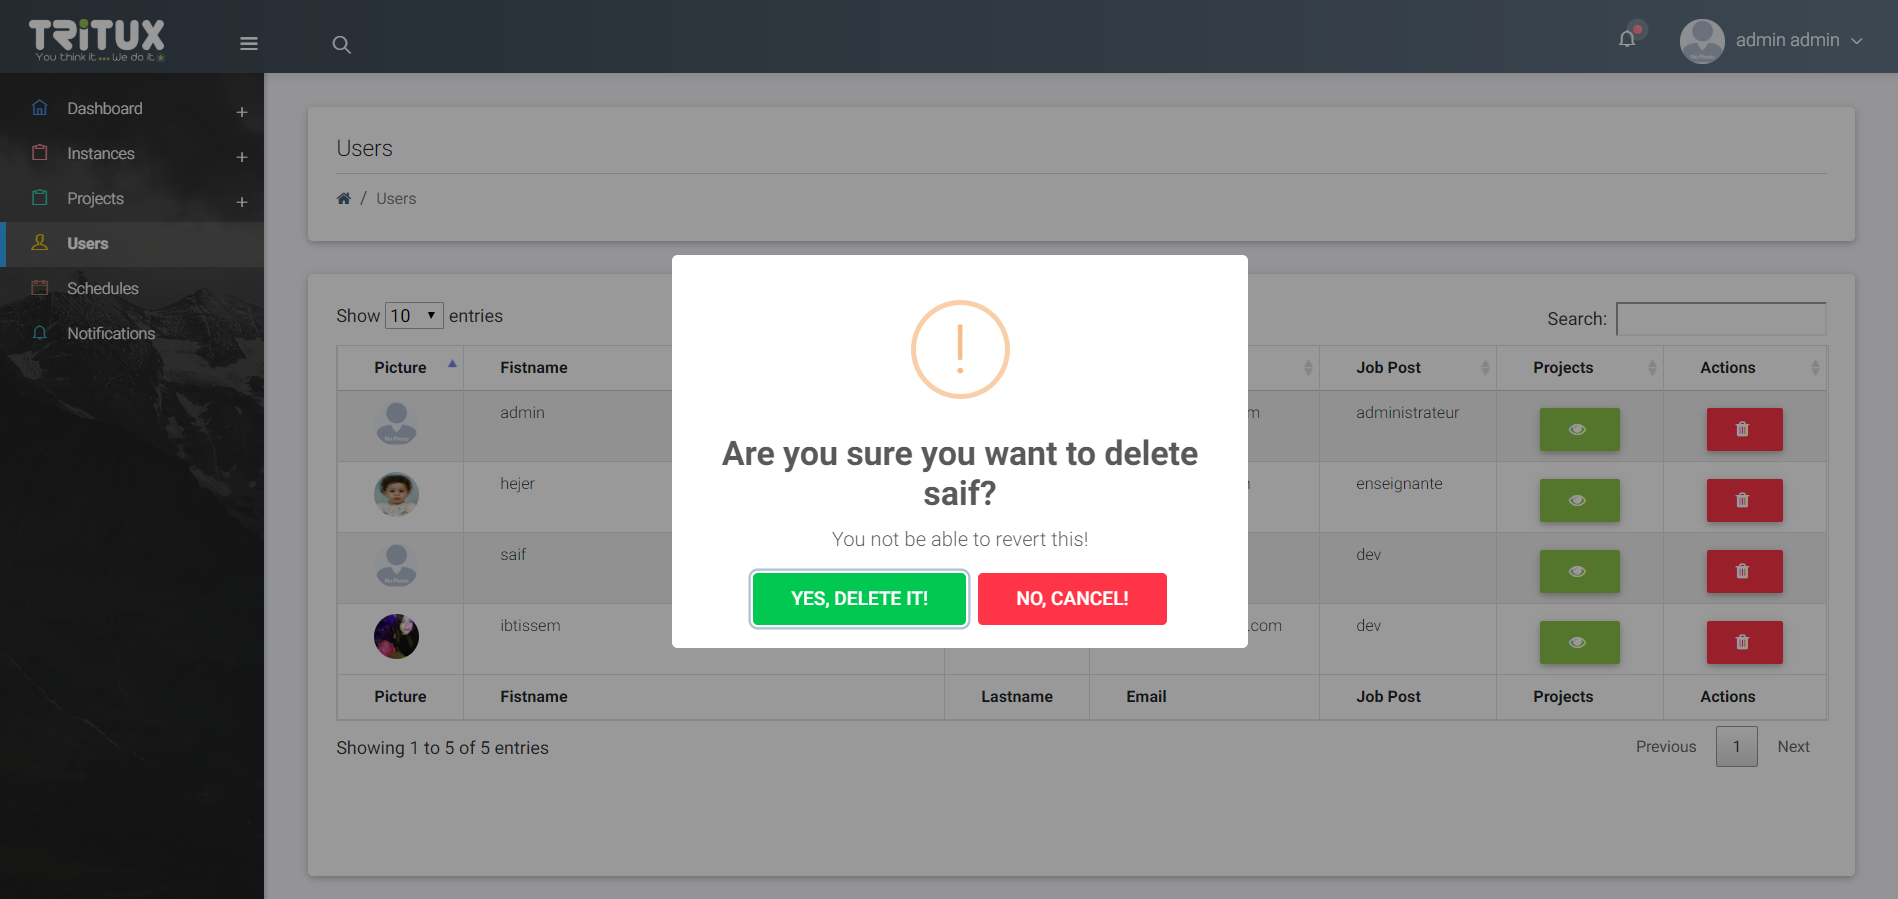 TRiTUX
You think it ... We do it
admin admin
Dashboard
Instances
Projects
Users
Schedules
Notifications
Users
/ Users
Show 10 entries
Search:
Picture Fistname Job Post Projects Actions
admin m administrateur
hejer enseignante
saif dev
ibtissem .com dev
Picture Fistname Lastname Email Job Post Projects Actions
Showing 1 to 5 of 5 entries
Previous 1 Next
Are you sure you want to delete
saif?
You not be able to revert this!
YES, DELETE IT! NO, CANCEL!